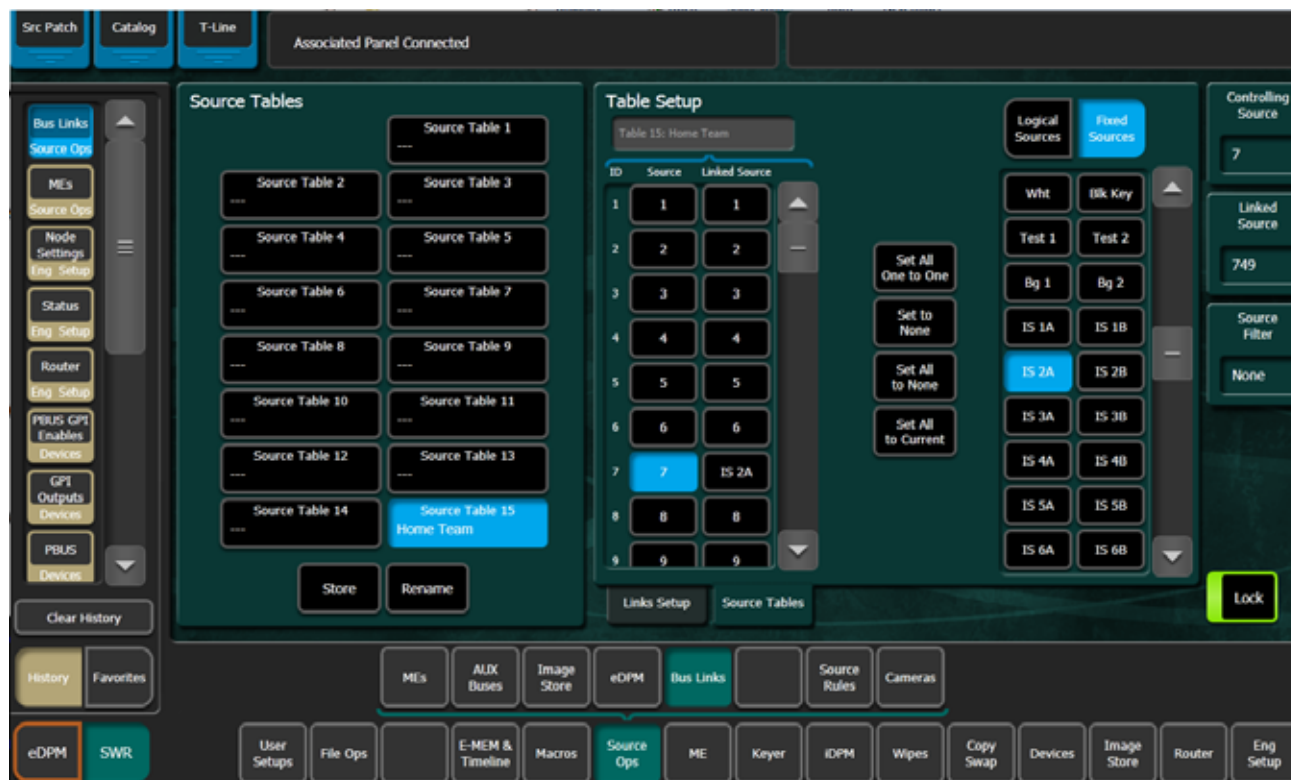 Src Patch
Catalog
T-Line
Associated Panel Connected
Bus Links
Source Ops
MEs
Source Ops
Node
Settings
Eng Setup
Status
Eng Setup
Router
Eng Setup
PBUS GPI
Enables
Devices
GPI
Outputs
Devices
PBUS
Devices
Clear History
History
Favorites
Source Tables
Source Table 1
---
Source Table 2
---
Source Table 3
---
Source Table 4
---
Source Table 5
---
Source Table 6
---
Source Table 7
---
Source Table 8
---
Source Table 9
---
Source Table 10
---
Source Table 11
---
Source Table 12
---
Source Table 13
---
Source Table 14
---
Source Table 15
Home Team
Store
Rename
Table Setup
Table 15: Home Team
ID Source Linked Source
1 1 1
2 2 2
3 3 3
4 4 4
5 5 5
6 6 6
7 7 IS 2A
8 8 8
9 9 9
Links Setup
Source Tables
Set All
One to One
Set to
None
Set All
to None
Set All
to Current
Logical
Sources
Fixed
Sources
Wht Blk Key
Test 1 Test 2
Bg 1 Bg 2
IS 1A IS 1B
IS 2A IS 2B
IS 3A IS 3B
IS 4A IS 4B
IS 5A IS 5B
IS 6A IS 6B
Controlling
Source
7
Linked
Source
749
Source
Filter
None
Lock
MEs
AUX
Buses
Image
Store
eDPM
Bus Links
Source
Rules
Cameras
eDPM
SWR
User
Setups
File Ops
E-MEM &
Timeline
Macros
Source
Ops
ME
Keyer
iDPM
Wipes
Copy
Swap
Devices
Image
Store
Router
Eng
Setup